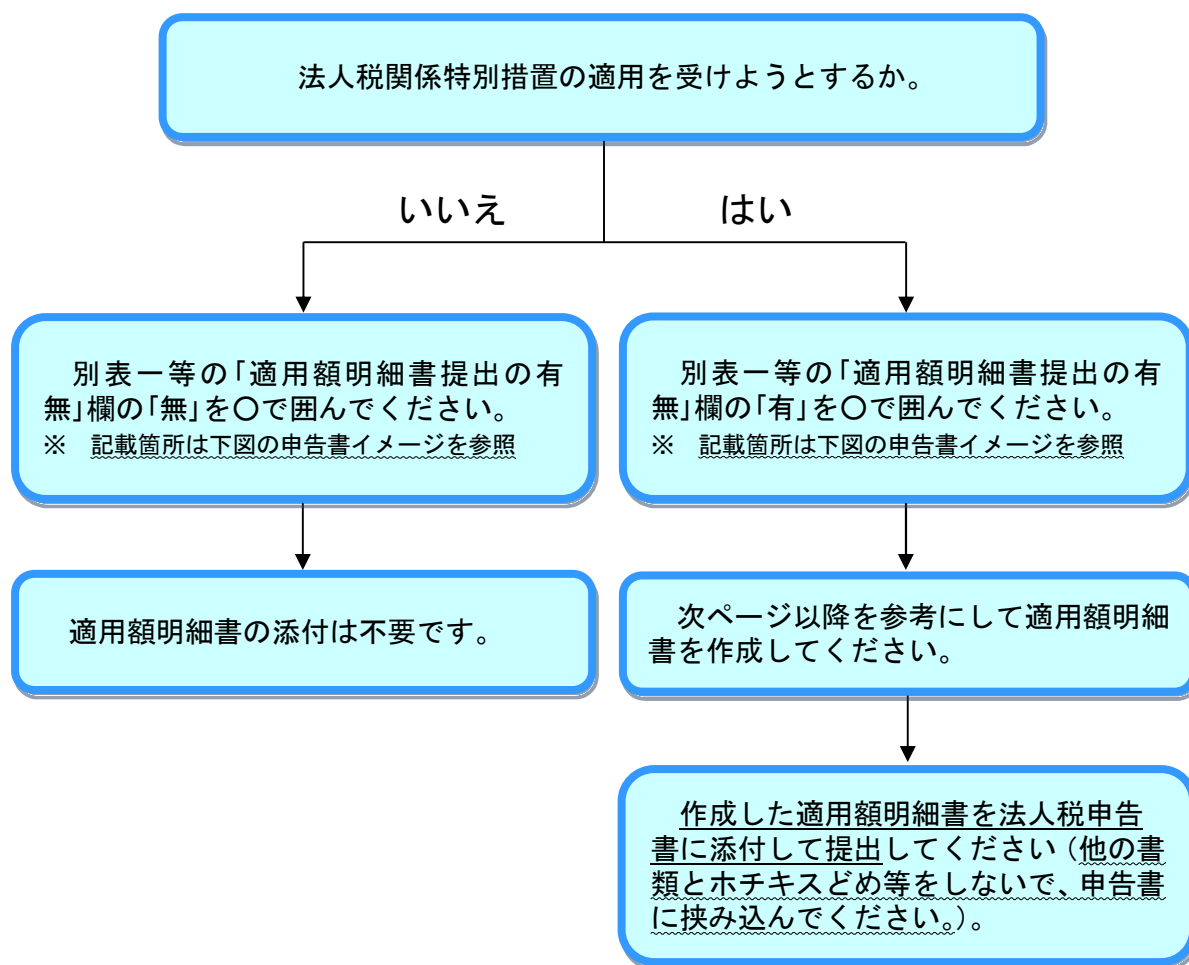 法人税関係特別措置の適用を受けようとするか。
いいえ
はい
別表一等の「適用額明細書提出の有
無」欄の「無」を〇で囲んでください。
※　記載箇所は下図の申告書イメージを参照
別表一等の「適用額明細書提出の有
無」欄の「有」を〇で囲んでください。
※　記載箇所は下図の申告書イメージを参照
適用額明細書の添付は不要です。
次ページ以降を参考にして適用額明細
書を作成してください。
作成した適用額明細書を法人税申告
書に添付して提出してください（他の書
類とホチキスどめ等をしないで、申告書
に挟み込んでください。）。